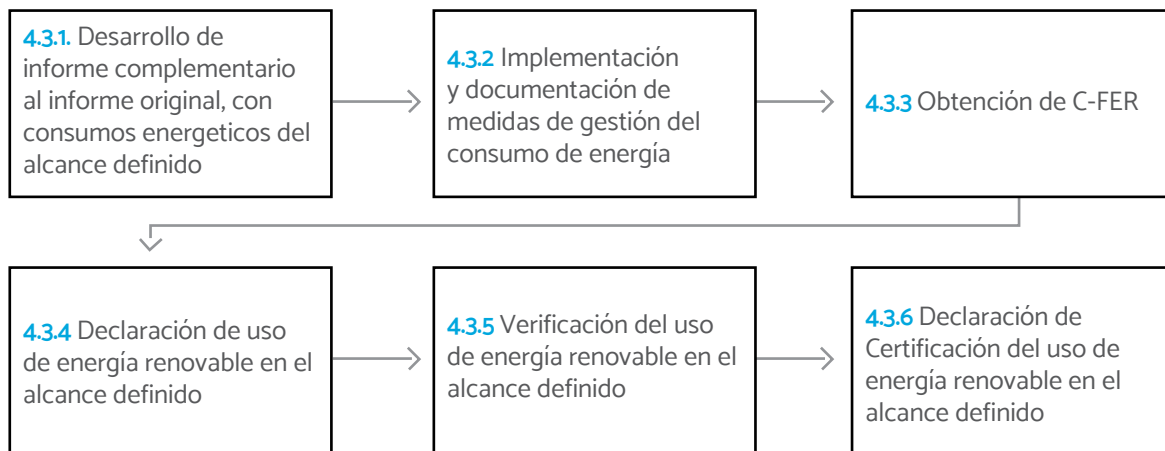 4.3.1. Desarrollo de
informe complementario
al informe original, con
consumos energeticos del
alcance definido
4.3.2 Implementación
y documentación de
medidas de gestión del
consumo de energía
4.3.3 Obtención de C-FER
4.3.4 Declaración de uso
de energía renovable en el
alcance definido
4.3.5 Verificación del uso
de energía renovable en el
alcance definido
4.3.6 Declaración de
Certificación del uso de
energía renovable en el
alcance definido